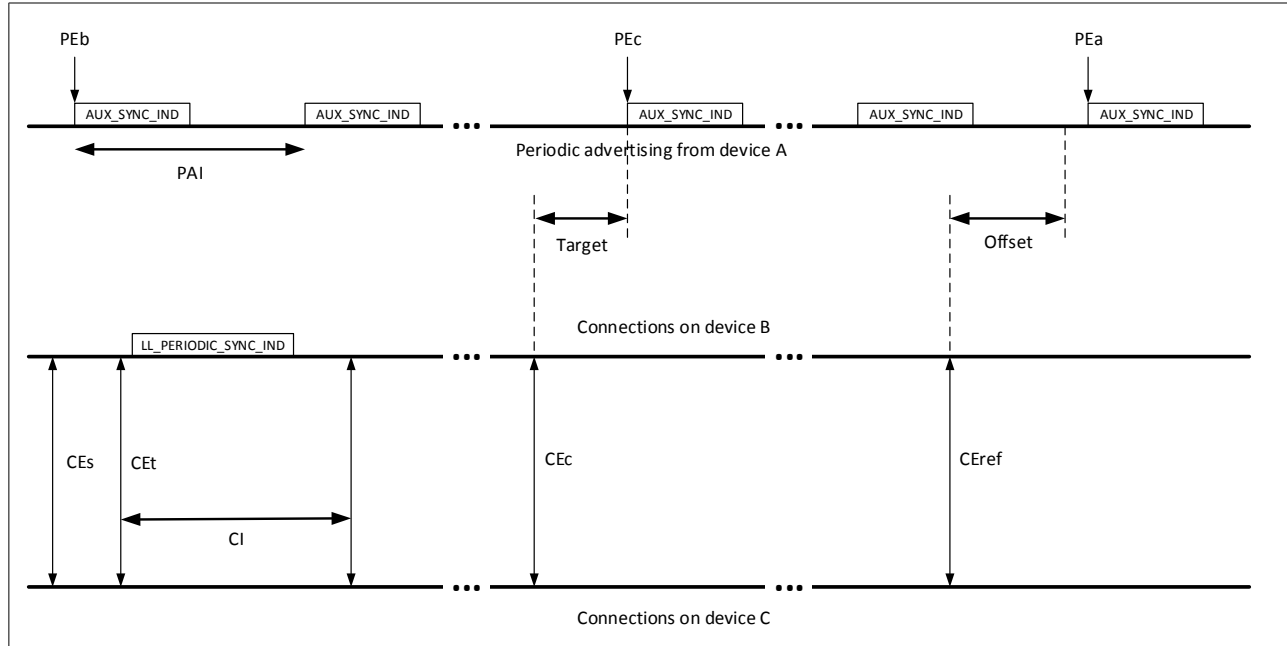 PEb
PEc
PEa
AUX_SYNC_IND
AUX_SYNC_IND
AUX_SYNC_IND
AUX_SYNC_IND
AUX_SYNC_IND
Periodic advertising from device A
PAI
Target
Offset
Connections on device B
LL_PERIODIC_SYNC_IND
CEs
CEt
CEc
CEref
CI
Connections on device C